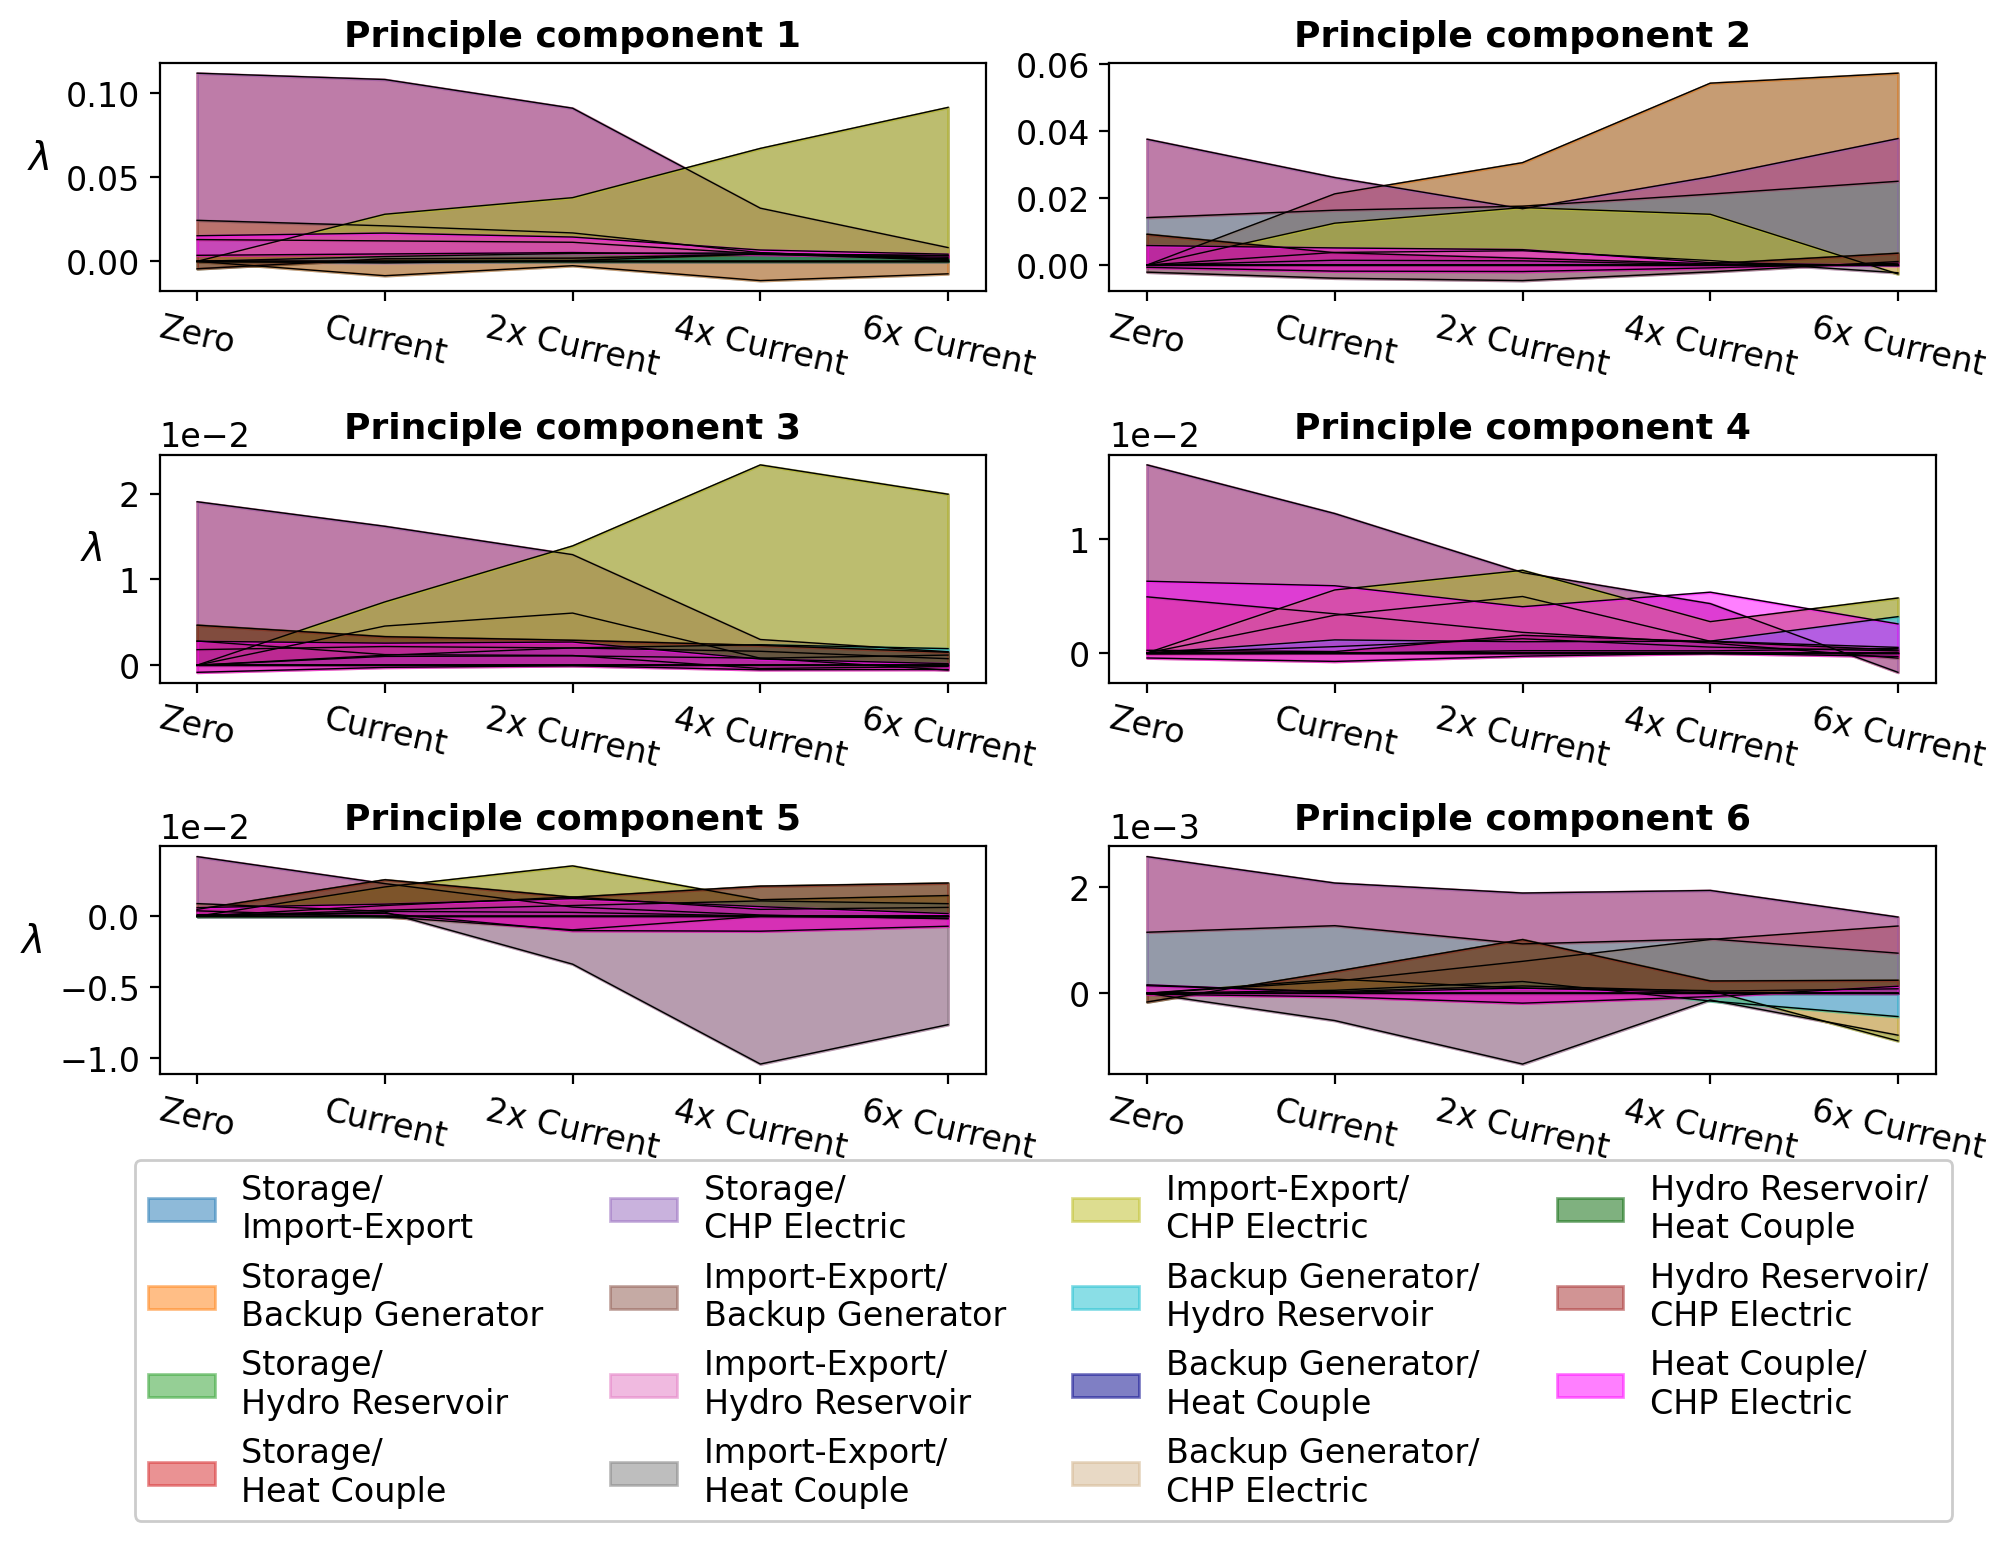 Principle component 1
λ
0.10
0.05
0.00
Zero
Current
2x Current
4x Current
6x Current
Principle component 2
0.06
0.04
0.02
0.00
Zero
Current
2x Current
4x Current
6x Current
Principle component 3
1e−2
λ
2
1
0
Zero
Current
2x Current
4x Current
6x Current
Principle component 4
1e−2
1
0
Zero
Current
2x Current
4x Current
6x Current
Principle component 5
1e−2
λ
0.0
−0.5
−1.0
Zero
Current
2x Current
4x Current
6x Current
Principle component 6
1e−3
2
0
Zero
Current
2x Current
4x Current
6x Current
Storage/
Import-Export
Storage/
Backup Generator
Storage/
Hydro Reservoir
Storage/
Heat Couple
Storage/
CHP Electric
Import-Export/
Backup Generator
Import-Export/
Hydro Reservoir
Import-Export/
Heat Couple
Import-Export/
CHP Electric
Backup Generator/
Hydro Reservoir
Backup Generator/
Heat Couple
Backup Generator/
CHP Electric
Hydro Reservoir/
Heat Couple
Hydro Reservoir/
CHP Electric
Heat Couple/
CHP Electric